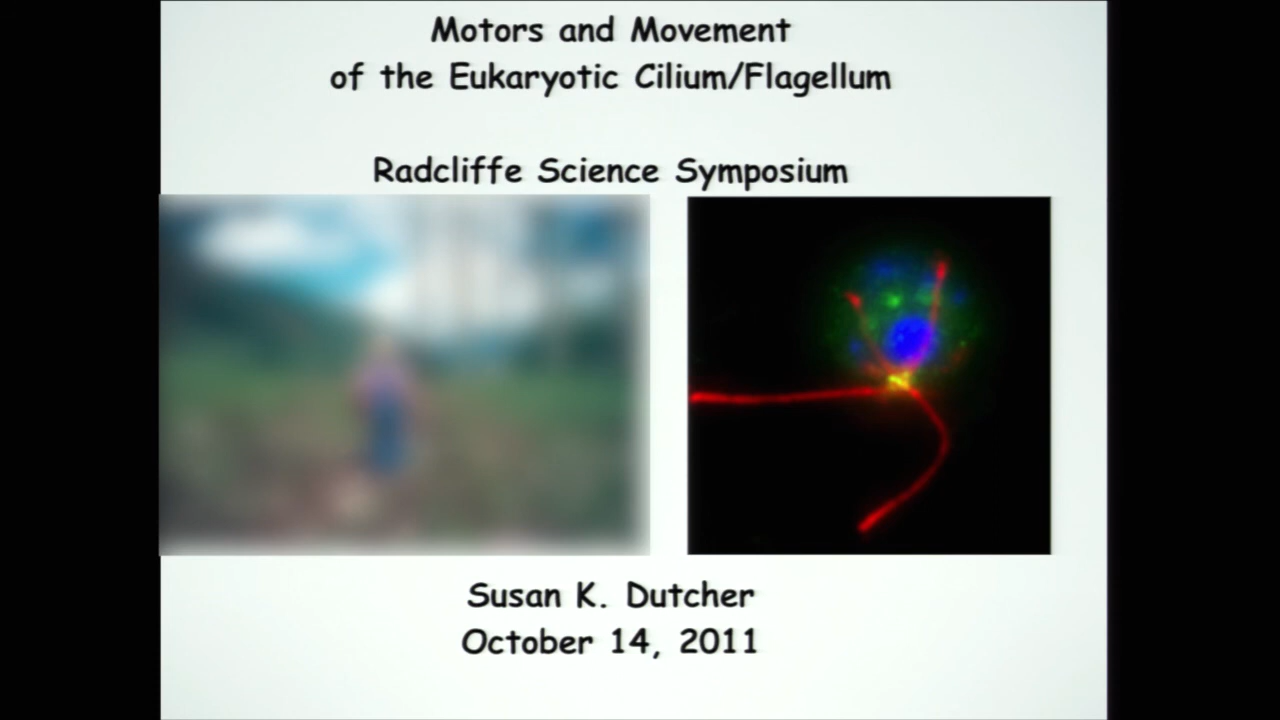 Motors and Movement
of the Eukaryotic Cilium/Flagellum
Radcliffe Science Symposium
Susan K. Dutcher
October 14, 2011